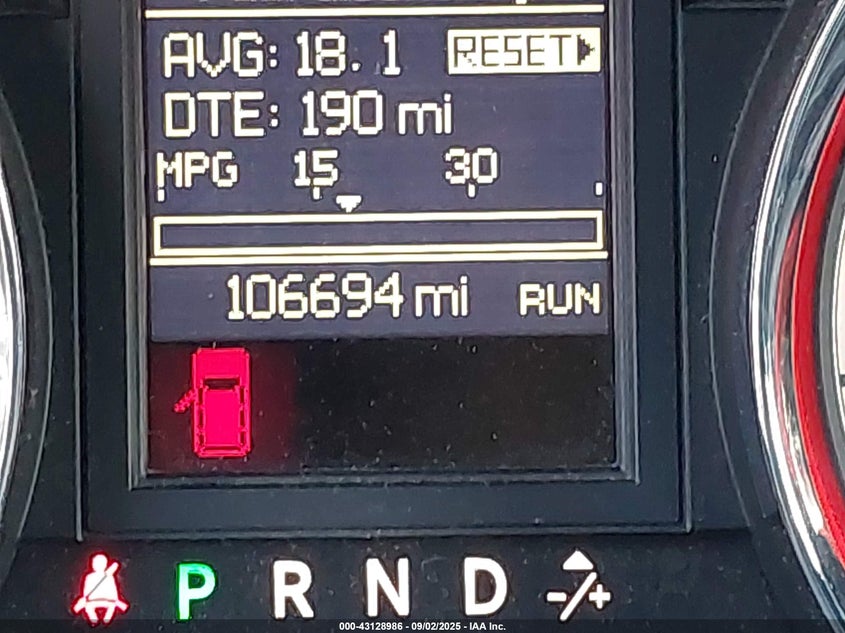 AVG: 18.1 RESET
DTE: 190 mi
MPG 15 30
106694 mi RUN
P R N D -/+
000-43128986 - 09/02/2025 - IAA Inc.